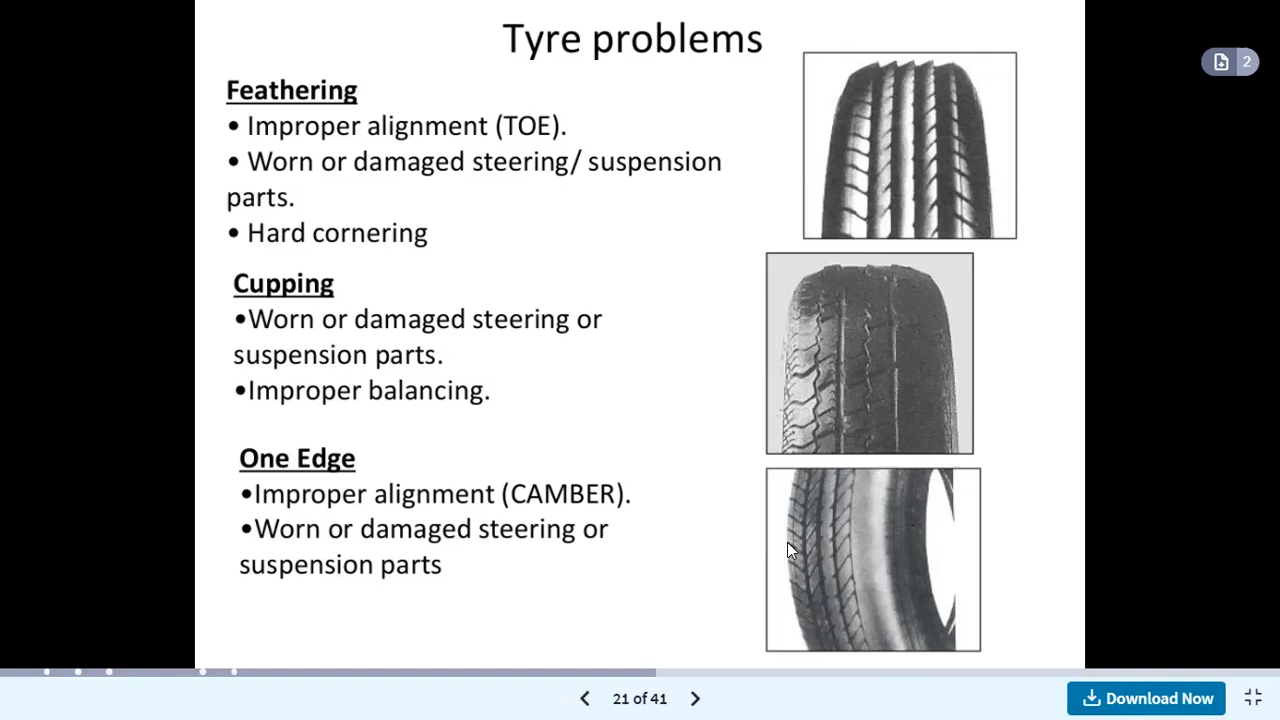 Tyre problems
2
Feathering
• Improper alignment (TOE).
• Worn or damaged steering/ suspension
parts.
• Hard cornering
Cupping
•Worn or damaged steering or
suspension parts.
•Improper balancing.
One Edge
•Improper alignment (CAMBER).
•Worn or damaged steering or
suspension parts
21 of 41
Download Now